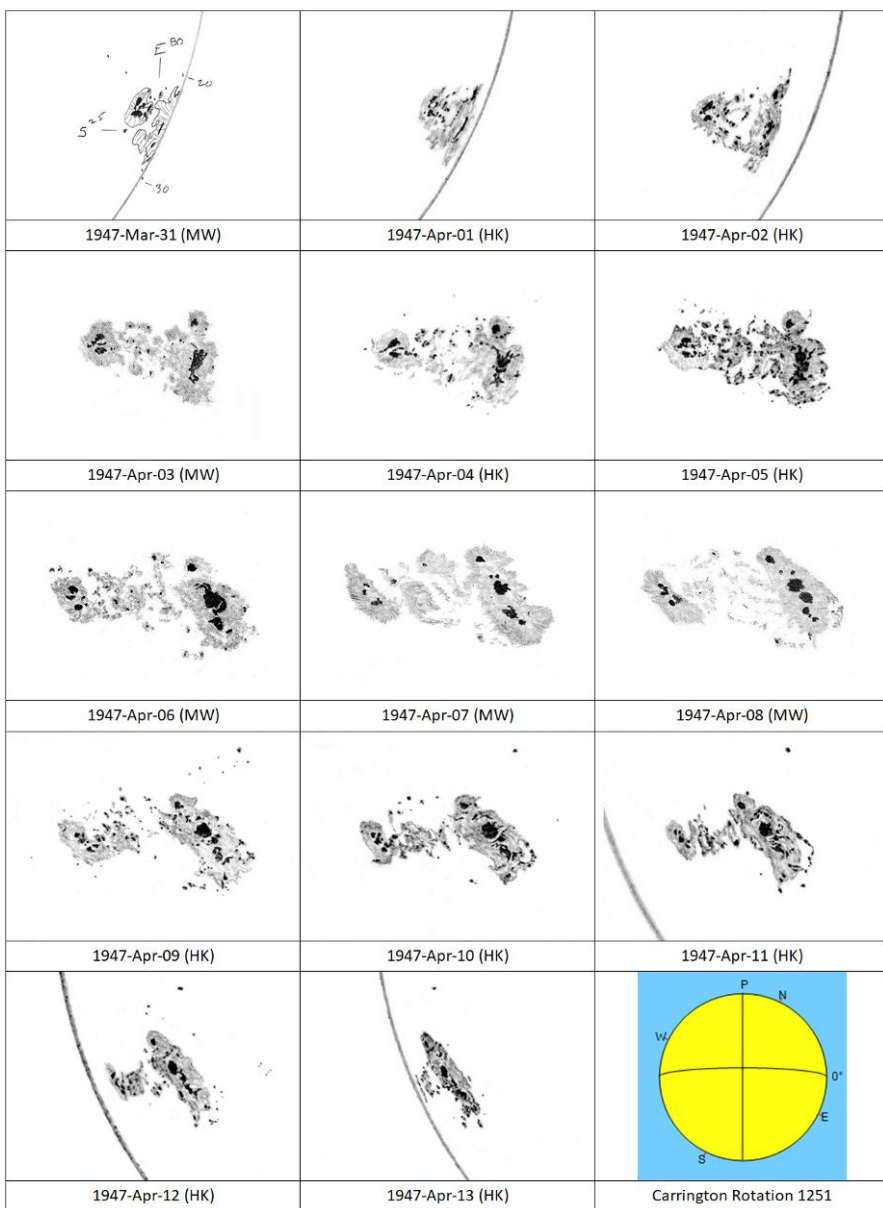 E 80
20
S 25
30
1947-Mar-31 (MW)
1947-Apr-01 (HK)
1947-Apr-02 (HK)
1947-Apr-03 (MW)
1947-Apr-04 (HK)
1947-Apr-05 (HK)
1947-Apr-06 (MW)
1947-Apr-07 (MW)
1947-Apr-08 (MW)
1947-Apr-09 (HK)
1947-Apr-10 (HK)
1947-Apr-11 (HK)
P
N
W
0°
E
S
1947-Apr-12 (HK)
1947-Apr-13 (HK)
Carrington Rotation 1251